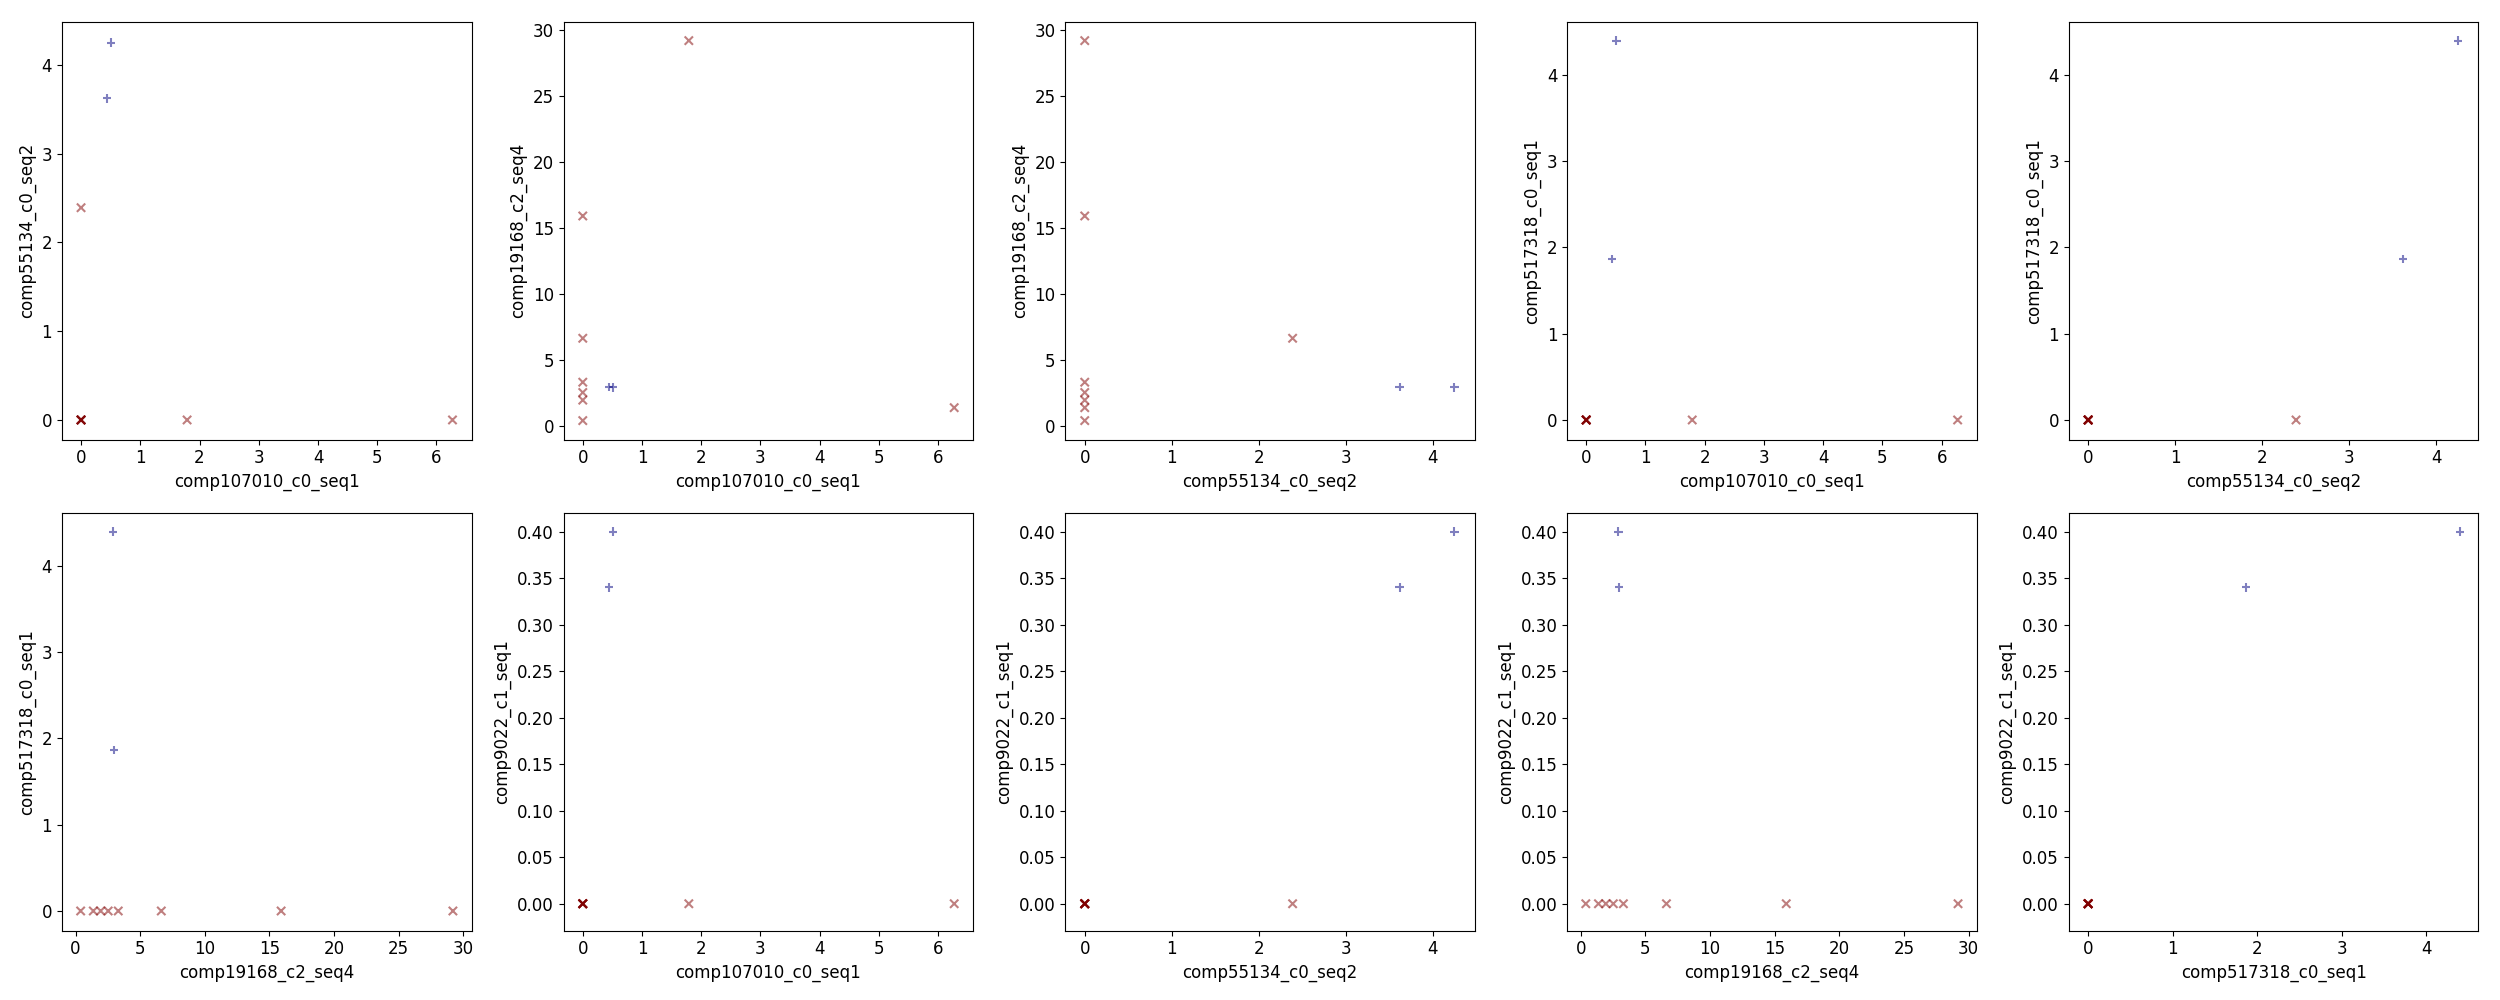 4
3
2
1
0
comp55134_c0_seq2
0 1 2 3 4 5 6
comp107010_c0_seq1
30
25
20
15
10
5
0
comp19168_c2_seq4
0 1 2 3 4 5 6
comp107010_c0_seq1
30
25
20
15
10
5
0
comp19168_c2_seq4
0 1 2 3 4
comp55134_c0_seq2
4
3
2
1
0
comp517318_c0_seq1
0 1 2 3 4 5 6
comp107010_c0_seq1
4
3
2
1
0
comp517318_c0_seq1
0 1 2 3 4
comp55134_c0_seq2
4
3
2
1
0
comp517318_c0_seq1
0 5 10 15 20 25 30
comp19168_c2_seq4
0.40
0.35
0.30
0.25
0.20
0.15
0.10
0.05
0.00
comp9022_c1_seq1
0 1 2 3 4 5 6
comp107010_c0_seq1
0.40
0.35
0.30
0.25
0.20
0.15
0.10
0.05
0.00
comp9022_c1_seq1
0 1 2 3 4
comp55134_c0_seq2
0.40
0.35
0.30
0.25
0.20
0.15
0.10
0.05
0.00
comp9022_c1_seq1
0 5 10 15 20 25 30
comp19168_c2_seq4
0.40
0.35
0.30
0.25
0.20
0.15
0.10
0.05
0.00
comp9022_c1_seq1
0 1 2 3 4
comp517318_c0_seq1